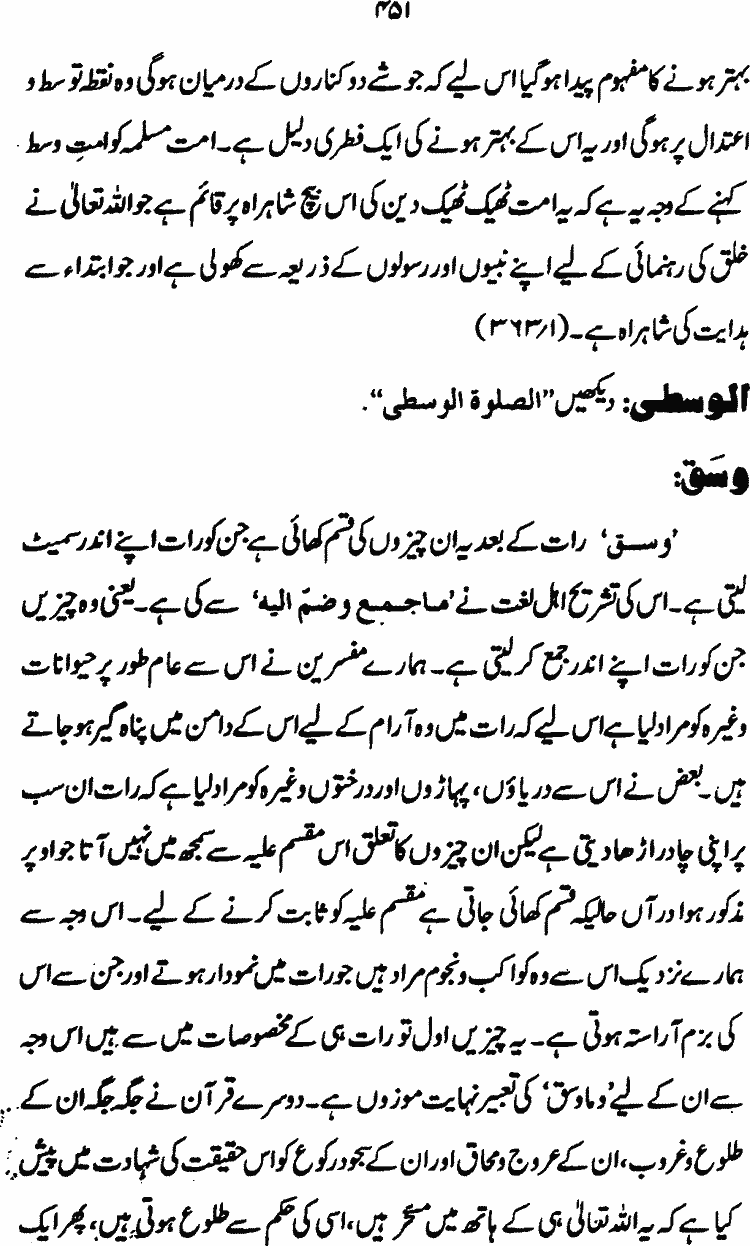 ۴۵۱
بہتر ہونے کا مفہوم پیدا ہو گیا اس لیے کہ جو شے دو کناروں کے درمیان ہوگی وہ نقطہ توسط و
اعتدال پر ہوگی اور یہ اس کے بہتر ہونے کی ایک فطری دلیل ہے۔ امت مسلمہ کو امتِ وسط
کہنے کے وجہ یہ ہے کہ یہ امت ٹھیک ٹھیک دین کی اس بیچ شاہراہ پر قائم ہے جو اللہ تعالیٰ نے
خلق کی رہنمائی کے لیے اپنے نبیوں اور رسولوں کے ذریعہ سے کھولی ہے اور جو ابتداء سے
ہدایت کی شاہراہ ہے۔ (۱/۳۶۳)
الوسطی: دیکھیں ”الصلوة الوسطی“.
وسَق:
’وسق‘ رات کے بعد یہ ان چیزوں کی قسم کھائی ہے جن کو رات اپنے اندر سمیٹ
لیتی ہے۔ اس کی تشریح اہل لغت نے ’ماجمع وضمّ الیه‘ سے کی ہے۔ یعنی وہ چیزیں
جن کو رات اپنے اندر جمع کر لیتی ہے۔ ہمارے مفسرین نے اس سے عام طور پر حیوانات
وغیرہ کو مراد لیا ہے اس لیے کہ رات میں وہ آرام کے لیے اس کے دامن میں پناہ گیر ہو جاتے
ہیں۔ بعض نے اس سے دریاؤں، پہاڑوں اور درختوں وغیرہ کو مراد لیا ہے کہ رات ان سب
پر اپنی چادر اڑھا دیتی ہے لیکن ان چیزوں کا تعلق اس مقسم علیہ سے سمجھ میں نہیں آتا جو اوپر
مذکور ہوا در آں حالیکہ قسم کھائی جاتی ہے مقسم علیہ کو ثابت کرنے کے لیے۔ اس وجہ سے
ہمارے نزدیک اس سے وہ کواکب و نجوم مراد ہیں جو رات میں نمودار ہوتے اور جن سے اس
کی بزم آراستہ ہوتی ہے۔ یہ چیزیں اول تو رات ہی کے مخصوصات میں سے ہیں اس وجہ
سے ان کے لیے ’وماوسق‘ کی تعبیر نہایت موزوں ہے۔ دوسرے قرآن نے جگہ جگہ ان کے
طلوع وغروب، ان کے عروج ومحاق اور ان کے سجود رکوع کو اس حقیقت کی شہادت میں پیش
کیا ہے کہ یہ اللہ تعالیٰ ہی کے ہاتھ میں مسخر ہیں، اسی کی حکم سے طلوع ہوتی ہیں، پھر ایک